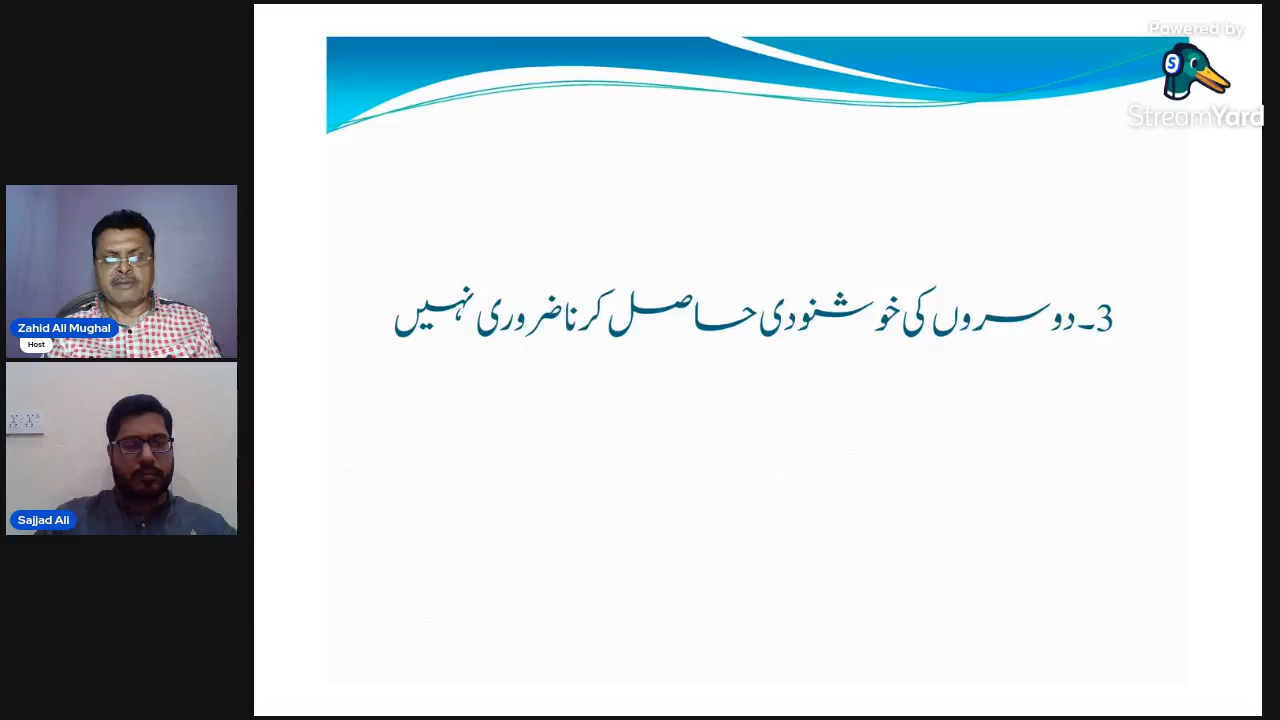 Powered by
S
StreamYard
3۔دوسروں کی خوشنودی حاصل کرنا ضروری نہیں
Zahid Ali Mughal
Host
Sajjad Ali